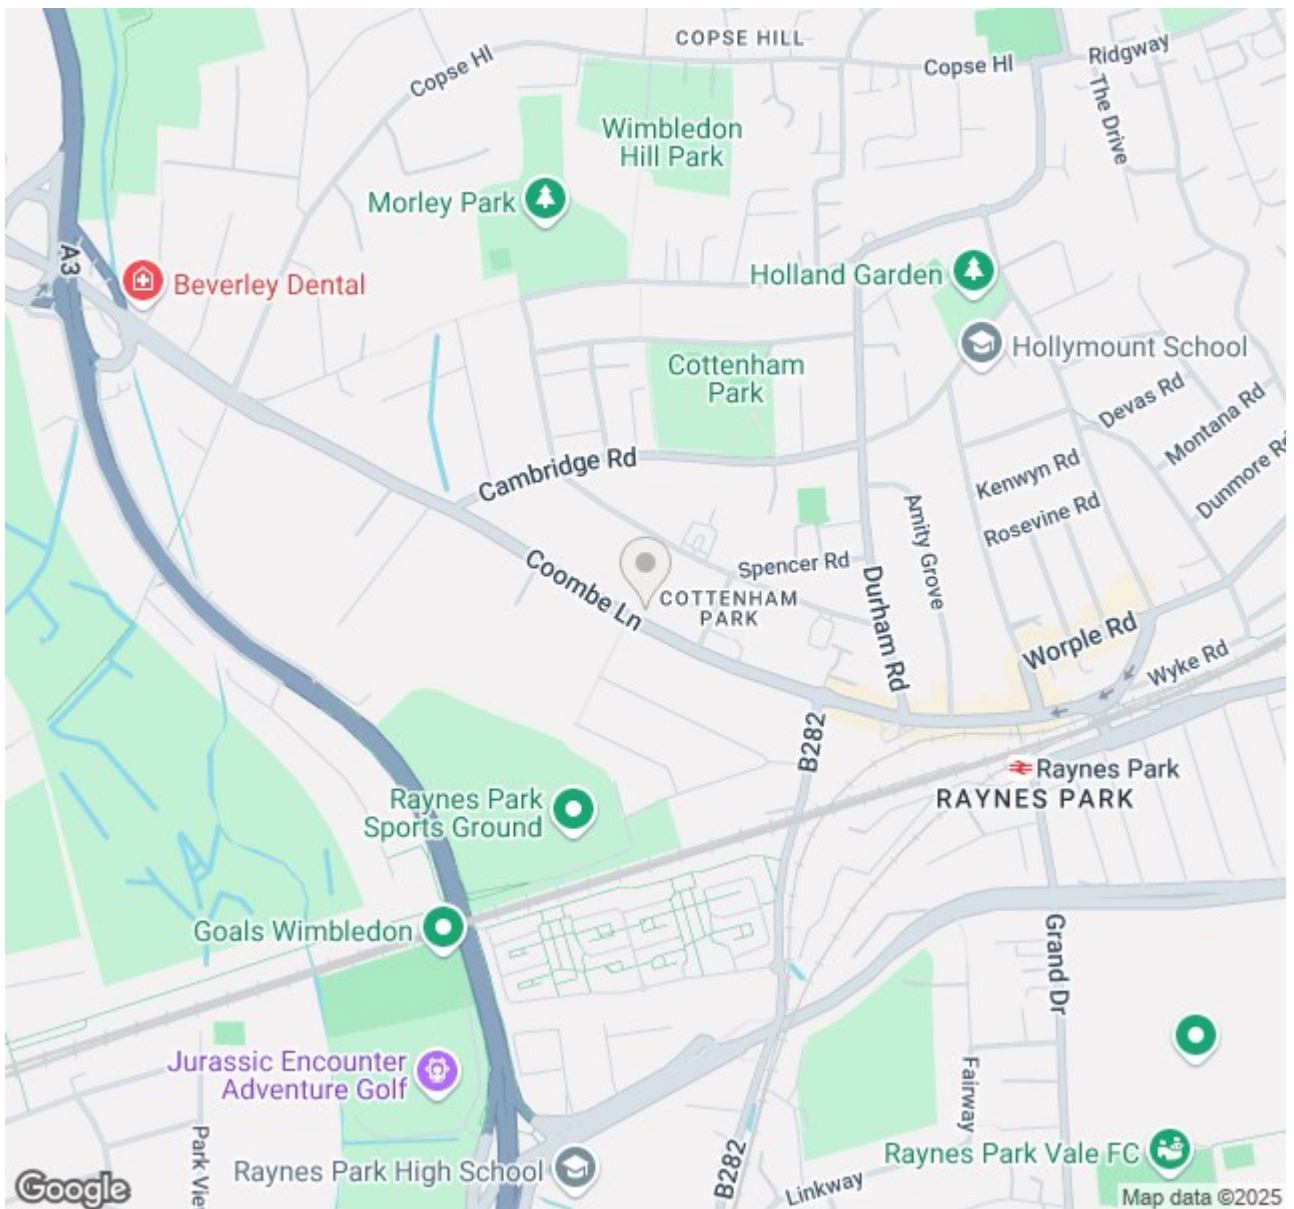 COPSE HILL
Copse Hl
Copse Hl
Ridgway
The Drive
Wimbledon
Hill Park
Morley Park
A3
Beverley Dental
Holland Garden
Hollymount School
Cottenham
Park
Devas Rd
Montana Rd
Dunmore Rd
Cambridge Rd
Kenwyn Rd
Rosevine Rd
Amity Grove
Coombe Ln
Spencer Rd
COTTENHAM
PARK
Durham Rd
Worple Rd
Wyke Rd
B282
Raynes Park
RAYNES PARK
Raynes Park
Sports Ground
Goals Wimbledon
Grand Dr
Jurassic Encounter
Adventure Golf
Fairway
Park View
Raynes Park High School
B282
Linkway
Raynes Park Vale FC
Google
Map data ©2025